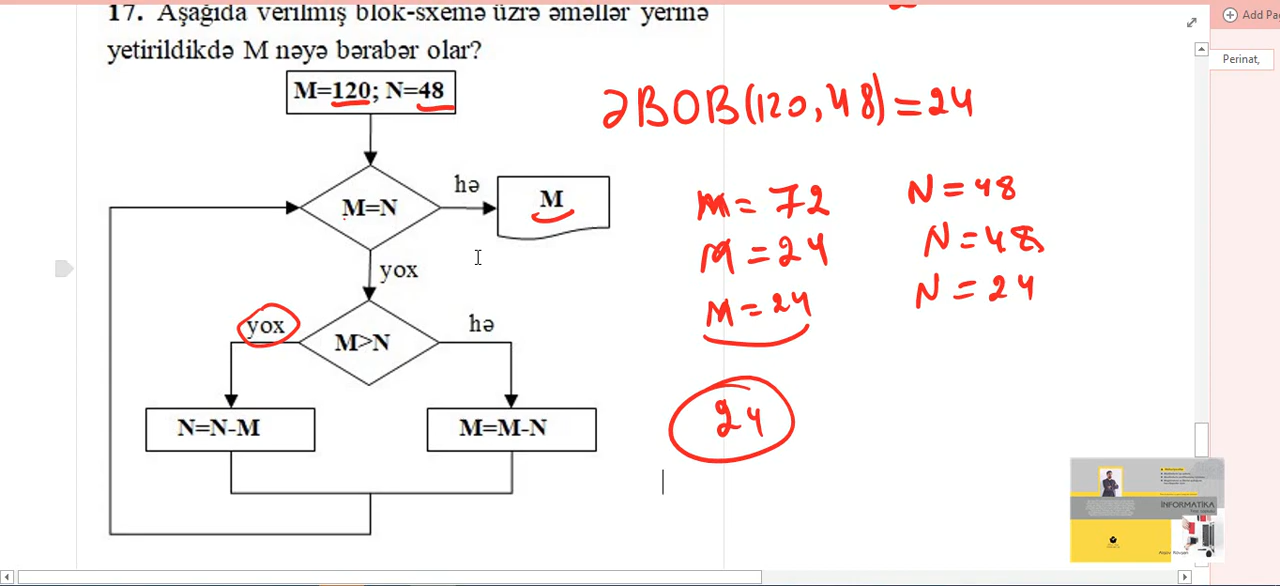 17. Aşağıda verilmiş blok-sxemə üzrə əməllər yerinə
yetirildikdə M nəyə bərabər olar?
M=120; N=48
ƏBOB(120,48)=24
M=N
hə
M
yox
M=72 N=48
M=24 N=48
M=24 N=24
M>N
yox
hə
N=N-M
M=M-N
24
Add Pa
Perinat,
İNFORMATİKA